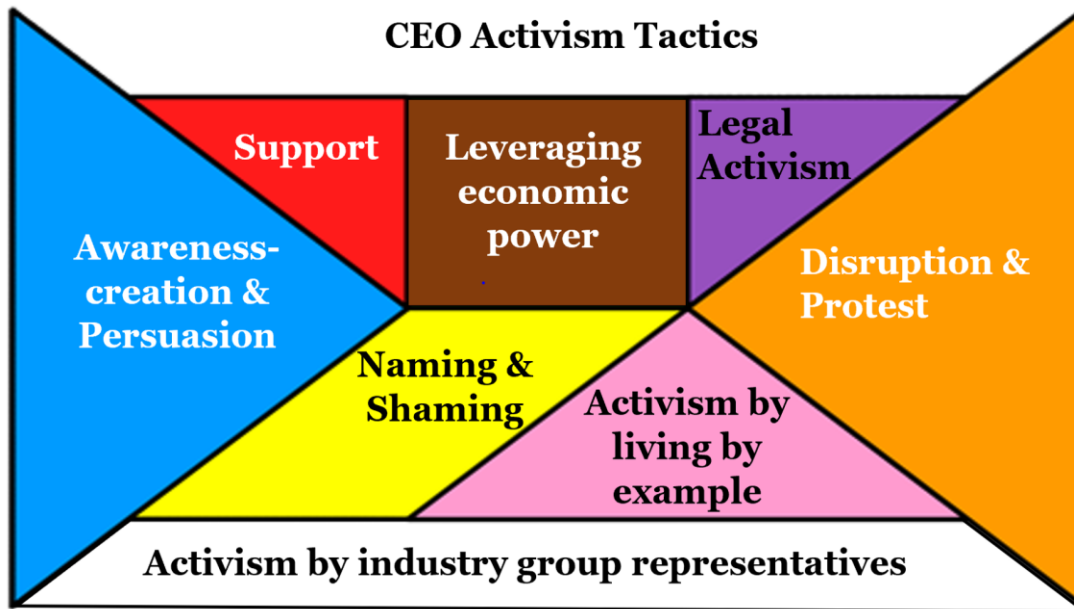 CEO Activism Tactics
Support
Leveraging
economic
power
Legal
Activism
Awareness-
creation &
Persuasion
Disruption &
Protest
Naming &
Shaming
Activism by
living by
example
Activism by industry group representatives